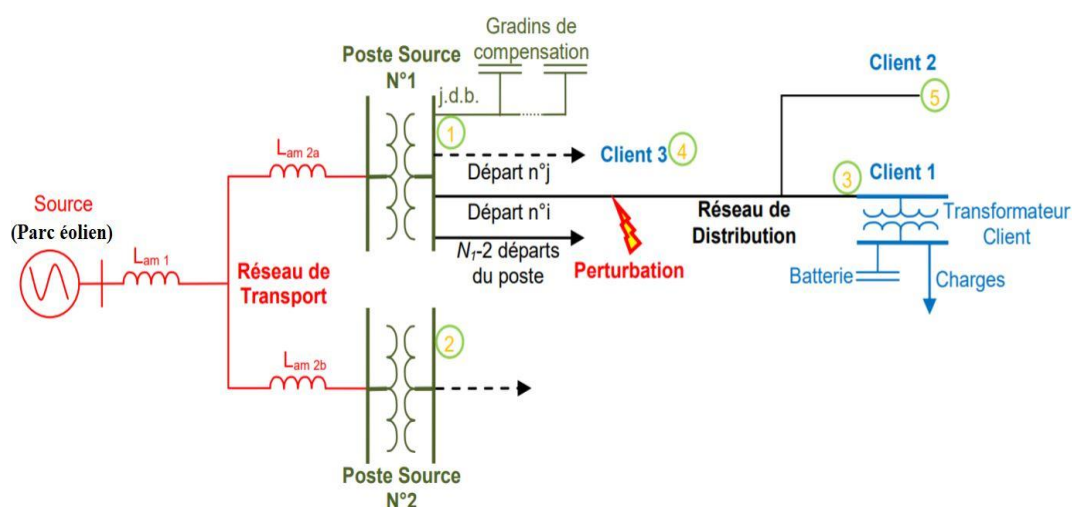 Gradins de
compensation
Poste Source
N°1
j.d.b.
Client 2
5
1
L am 2a
Client 3
4
Départ n°j
3
Client 1
Source
(Parc éolien)
Départ n°i
Réseau de
Distribution
Transformateur
Client
L am 1
Réseau de
Transport
N1-2 départs
du poste
Perturbation
Batterie
Charges
2
L am 2b
Poste Source
N°2